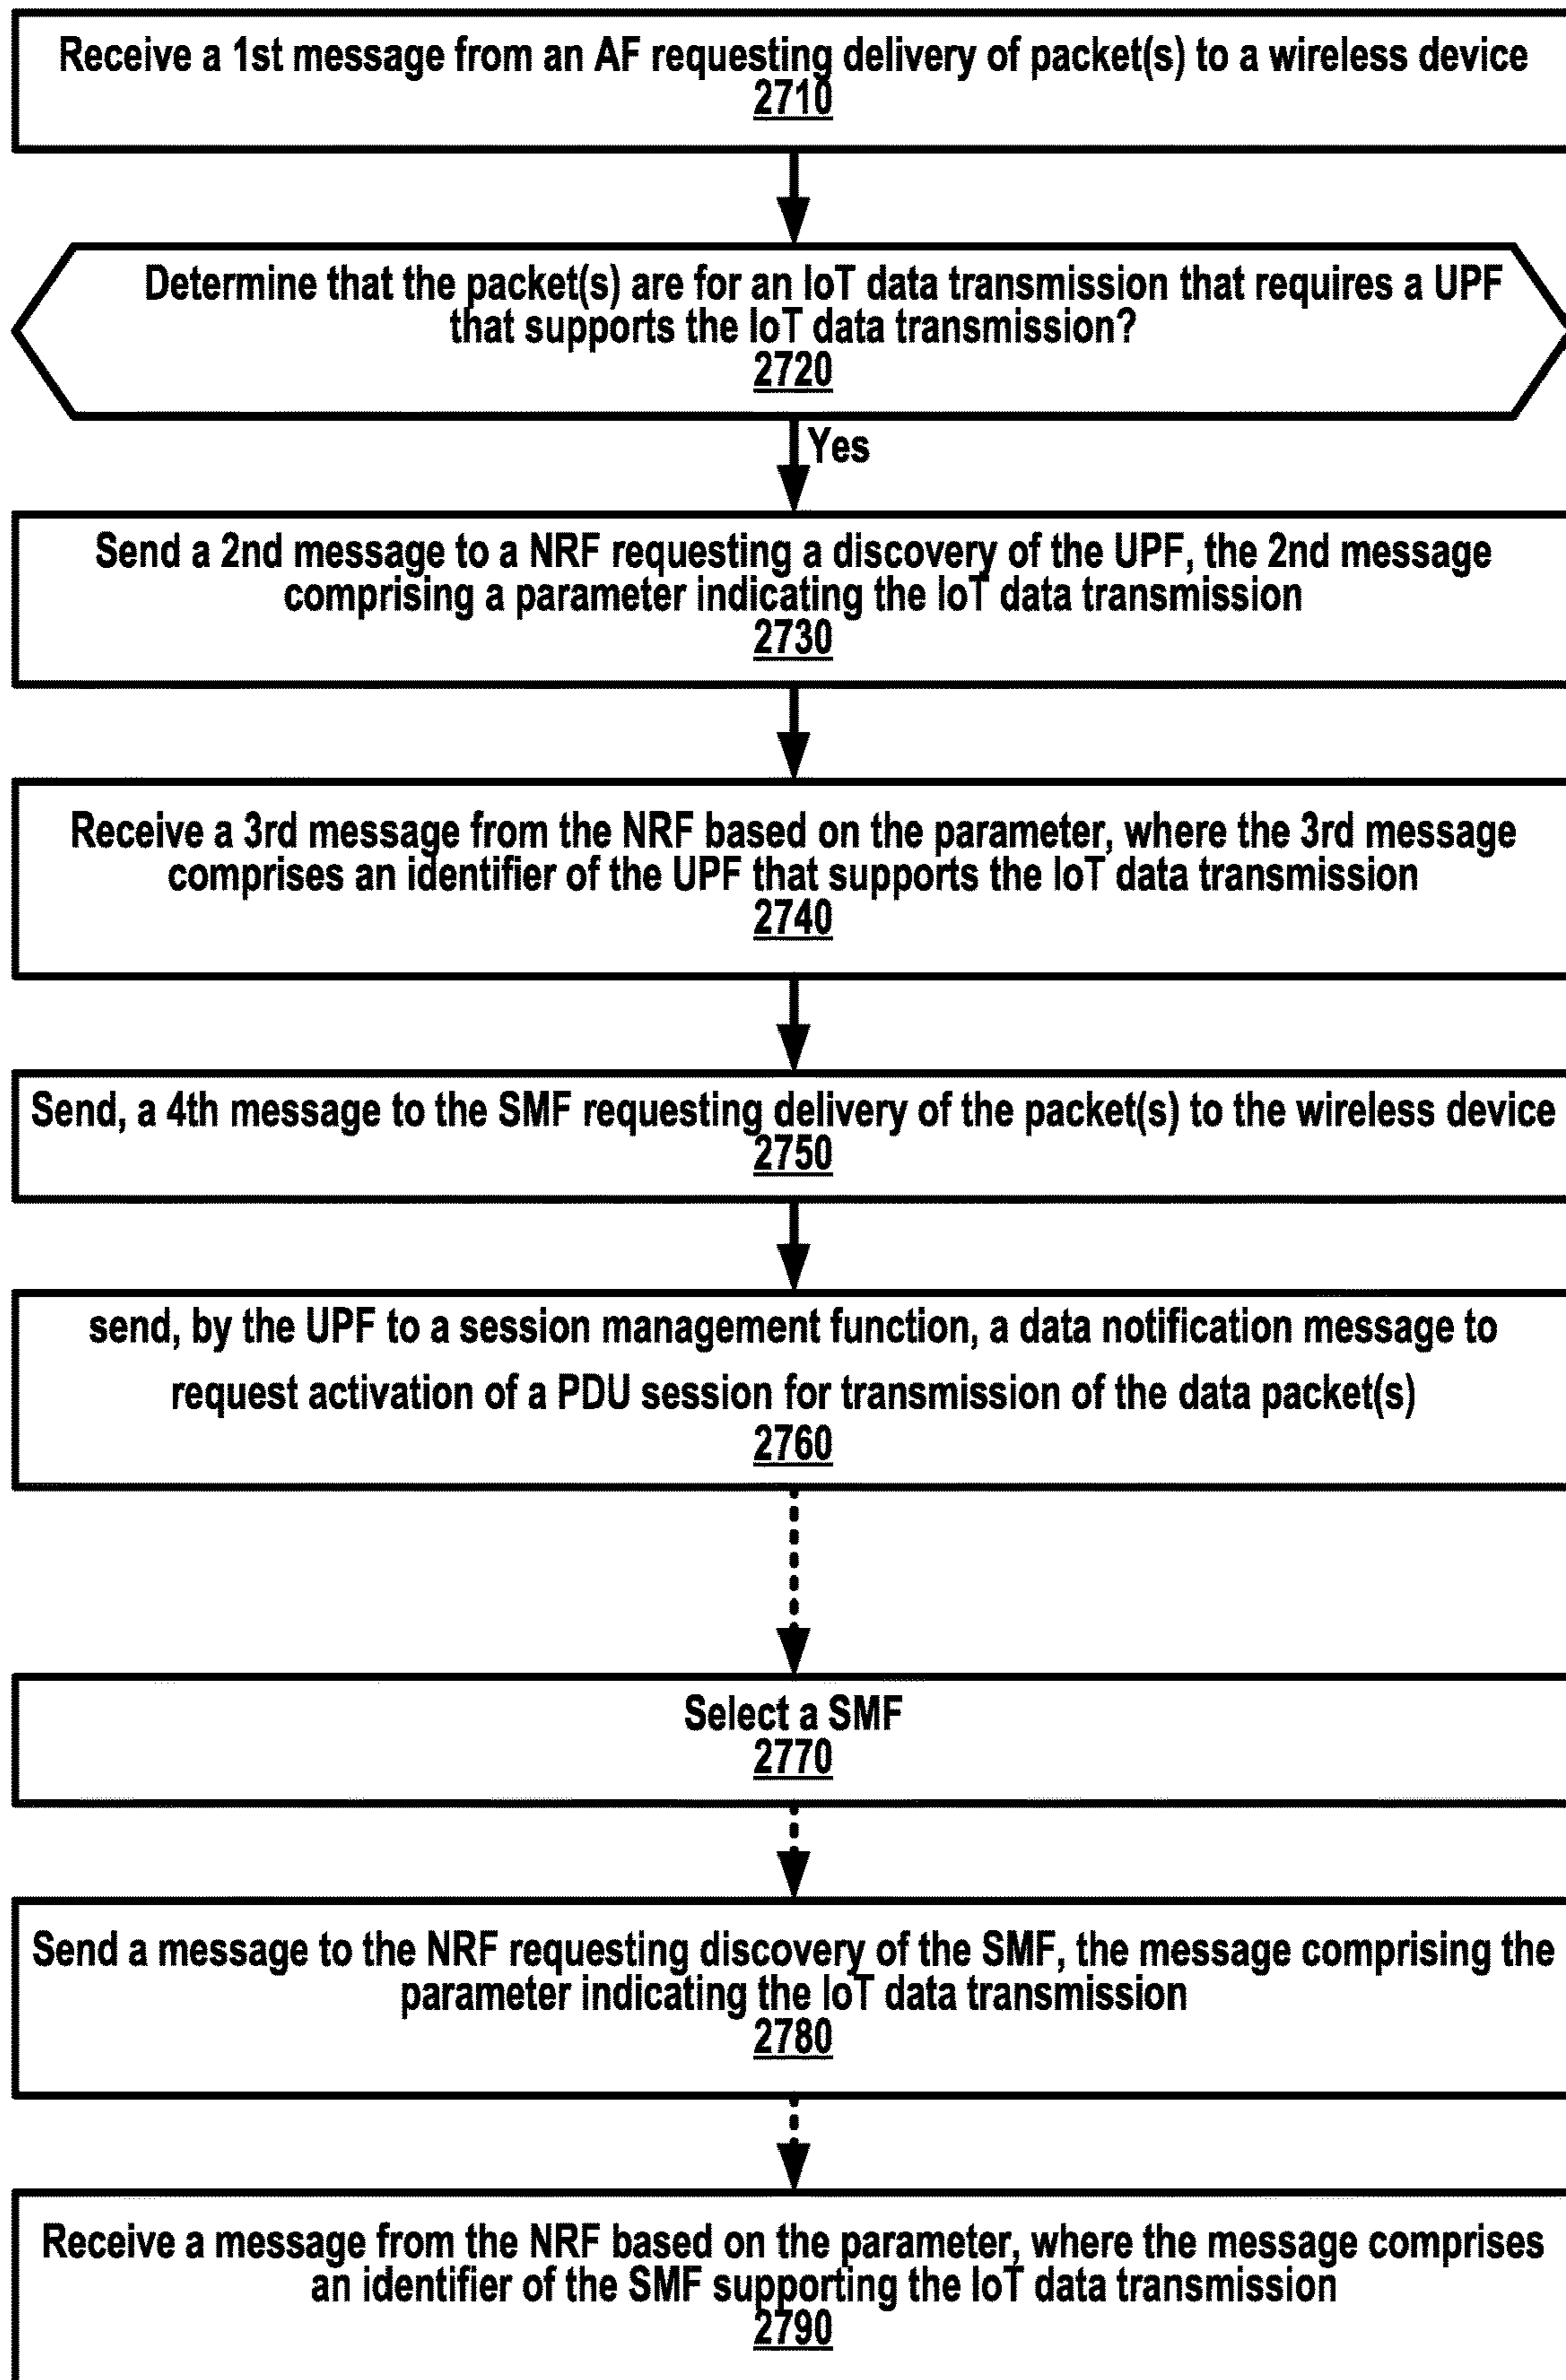 Receive a 1st message from an AF requesting delivery of packet(s) to a wireless device
2710
Determine that the packet(s) are for an IoT data transmission that requires a UPF
that supports the IoT data transmission?
2720
Yes
Send a 2nd message to a NRF requesting a discovery of the UPF, the 2nd message
comprising a parameter indicating the IoT data transmission
2730
Receive a 3rd message from the NRF based on the parameter, where the 3rd message
comprises an identifier of the UPF that supports the IoT data transmission
2740
Send, a 4th message to the SMF requesting delivery of the packet(s) to the wireless device
2750
send, by the UPF to a session management function, a data notification message to
request activation of a PDU session for transmission of the data packet(s)
2760
Select a SMF
2770
Send a message to the NRF requesting discovery of the SMF, the message comprising the
parameter indicating the IoT data transmission
2780
Receive a message from the NRF based on the parameter, where the message comprises
an identifier of the SMF supporting the IoT data transmission
2790